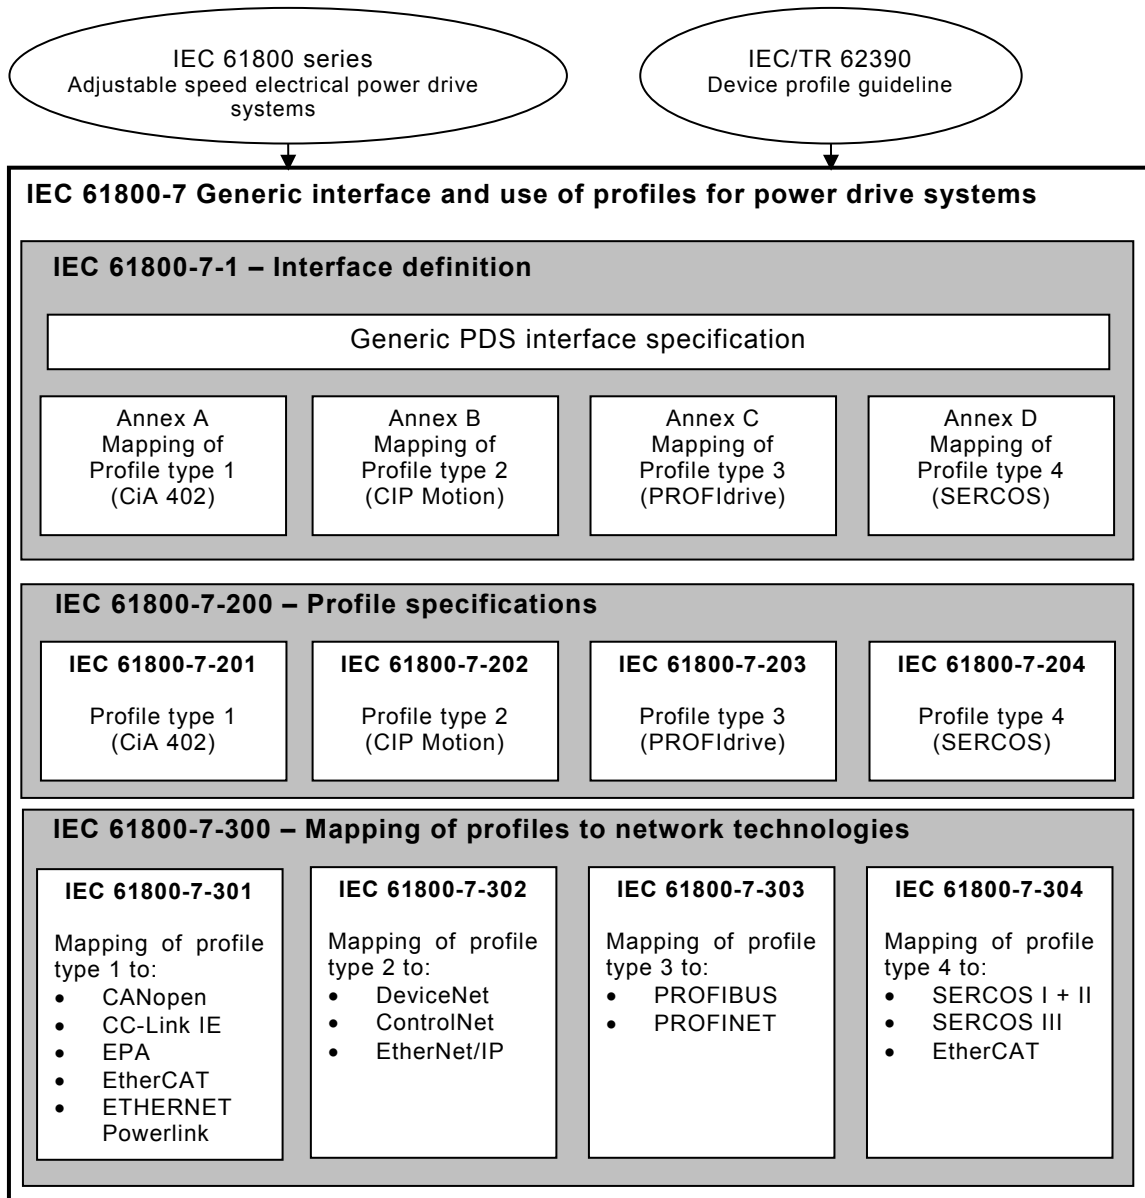 IEC 61800 series
Adjustable speed electrical power drive
systems
IEC/TR 62390
Device profile guideline
IEC 61800-7 Generic interface and use of profiles for power drive systems
IEC 61800-7-1 – Interface definition
Generic PDS interface specification
Annex A
Mapping of
Profile type 1
(CiA 402)
Annex B
Mapping of
Profile type 2
(CIP Motion)
Annex C
Mapping of
Profile type 3
(PROFIdrive)
Annex D
Mapping of
Profile type 4
(SERCOS)
IEC 61800-7-200 – Profile specifications
IEC 61800-7-201
Profile type 1
(CiA 402)
IEC 61800-7-202
Profile type 2
(CIP Motion)
IEC 61800-7-203
Profile type 3
(PROFIdrive)
IEC 61800-7-204
Profile type 4
(SERCOS)
IEC 61800-7-300 – Mapping of profiles to network technologies
IEC 61800-7-301
Mapping of profile
type 1 to:
• CANopen
• CC-Link IE
• EPA
• EtherCAT
• ETHERNET
Powerlink
IEC 61800-7-302
Mapping of profile
type 2 to:
• DeviceNet
• ControlNet
• EtherNet/IP
IEC 61800-7-303
Mapping of profile
type 3 to:
• PROFIBUS
• PROFINET
IEC 61800-7-304
Mapping of profile
type 4 to:
• SERCOS I + II
• SERCOS III
• EtherCAT